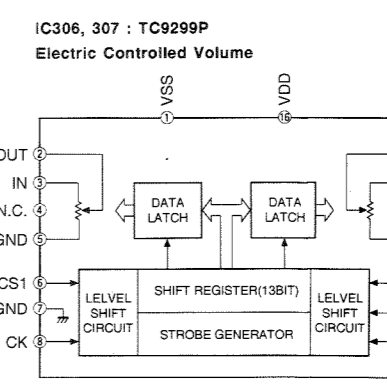 IC306, 307 : TC9299P
Electric Controlled Volume
VSS
VDD
1
16
OUT 2
IN 3
N.C. 4
GND 5
DATA
LATCH
DATA
LATCH
CS1 6
GND 7
CK 8
LELVEL
SHIFT
CIRCUIT
SHIFT REGISTER(13BIT)
STROBE GENERATOR
LELVEL
SHIFT
CIRCUIT